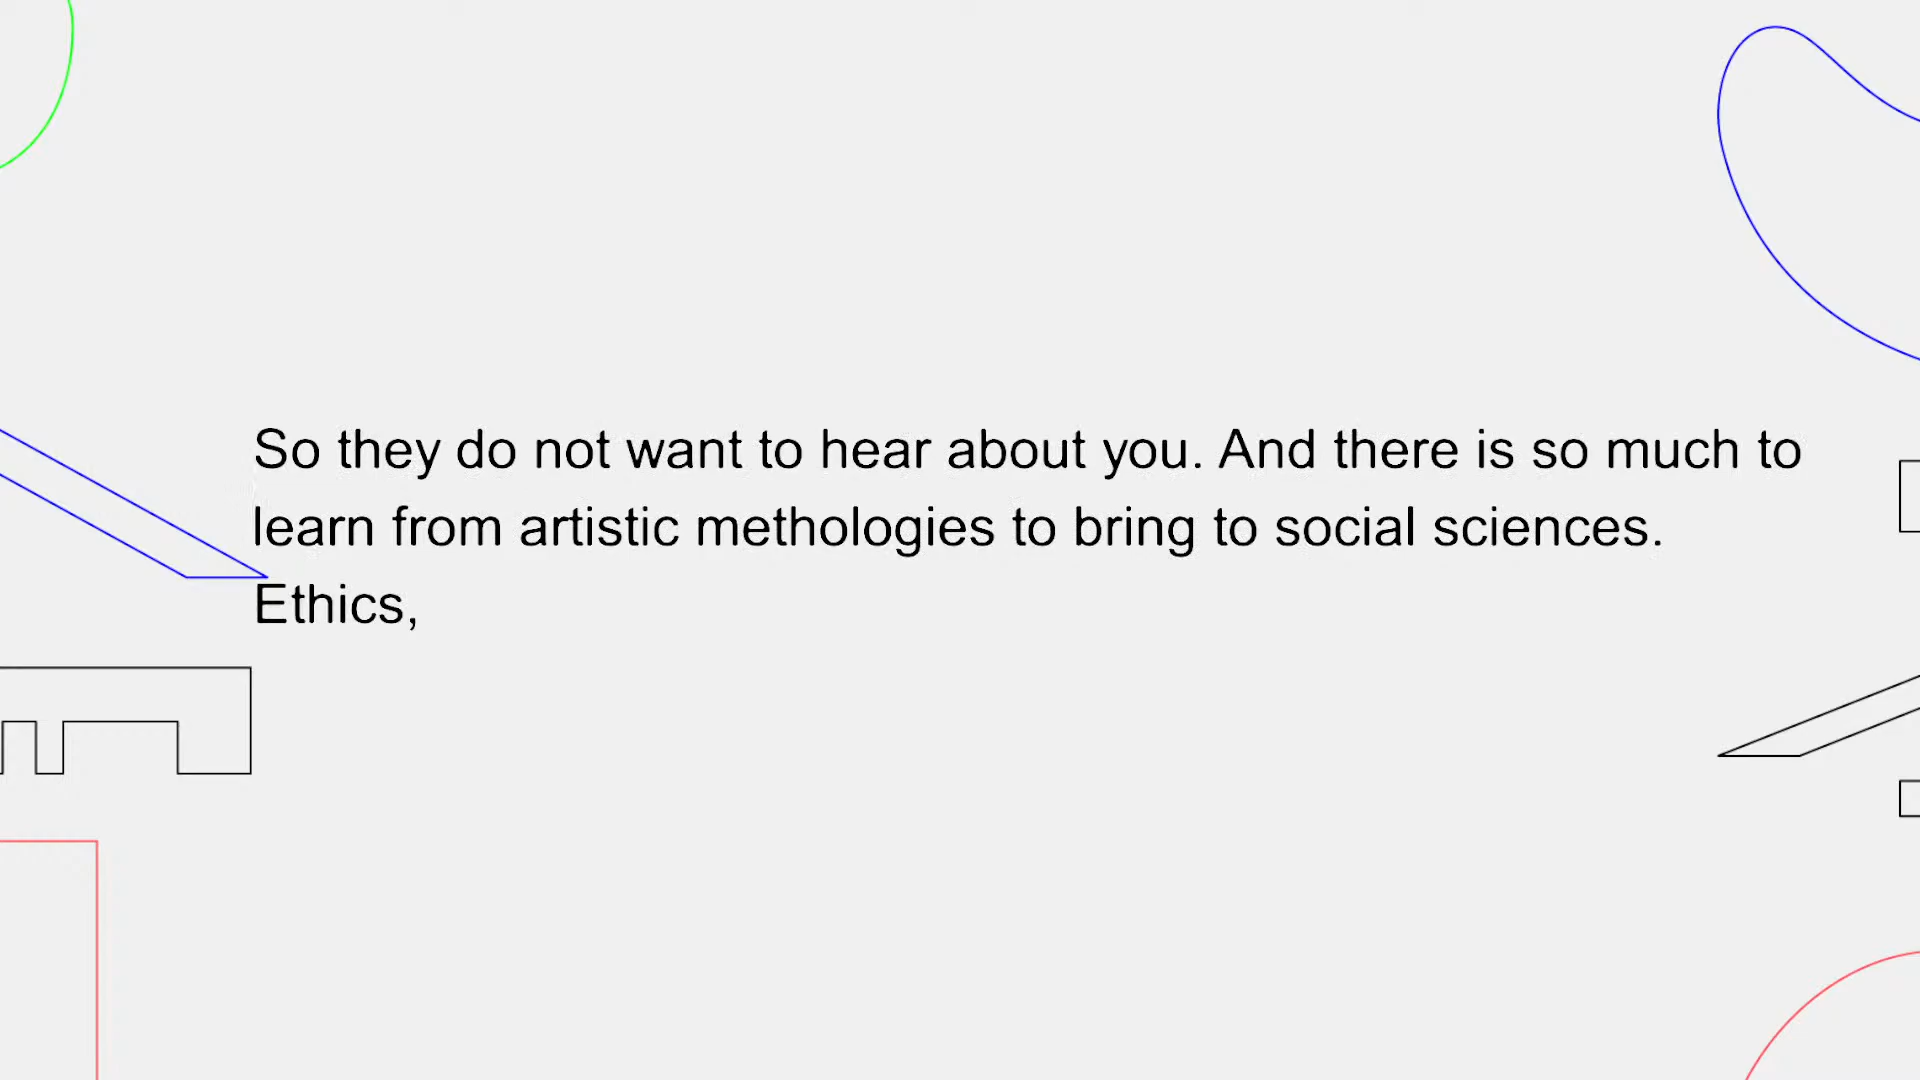 So they do not want to hear about you. And there is so much to
learn from artistic methologies to bring to social sciences.
Ethics,